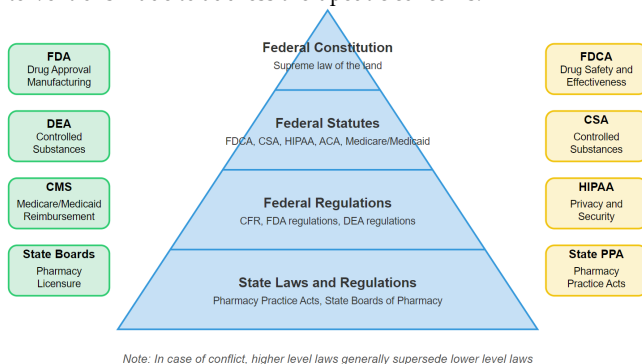 Federal Constitution
Supreme law of the land
Federal Statutes
FDCA, CSA, HIPAA, ACA, Medicare/Medicaid
Federal Regulations
CFR, FDA regulations, DEA regulations
State Laws and Regulations
Pharmacy Practice Acts, State Boards of Pharmacy
FDA
Drug Approval
Manufacturing
DEA
Controlled
Substances
CMS
Medicare/Medicaid
Reimbursement
State Boards
Pharmacy
Licensure
FDCA
Drug Safety and
Effectiveness
CSA
Controlled
Substances
HIPAA
Privacy and
Security
State PPA
Pharmacy
Practice Acts
Note: In case of conflict, higher level laws generally supersede lower level laws